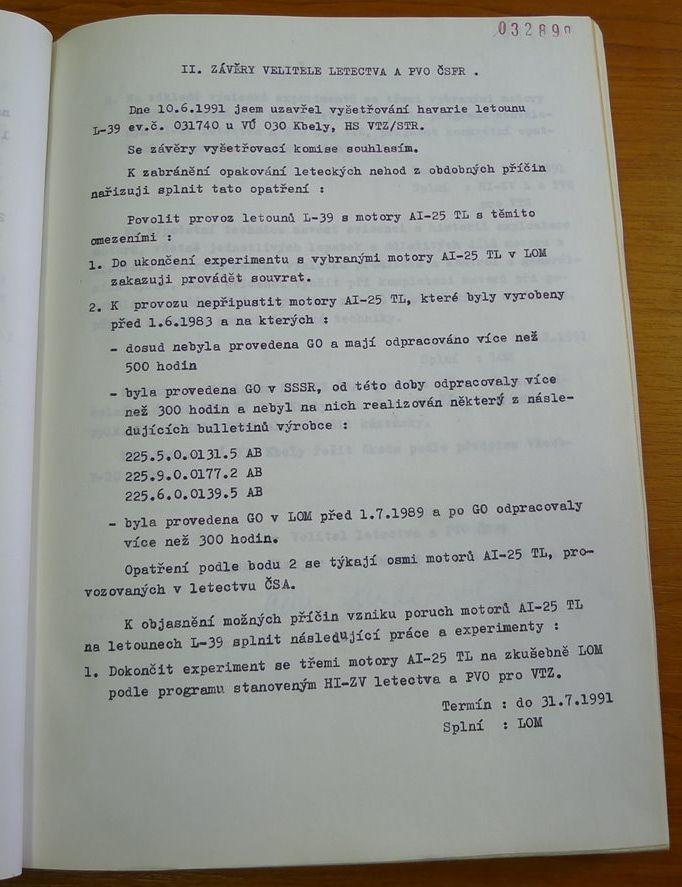 032890
II. ZÁVĚRY VELITELE LETECTVA A PVO ČSFR .
Dne 10.6.1991 jsem uzavřel vyšetřování havarie letounu
L-39 ev.č. 031740 u VÚ 030 Kbely, HS VTZ/STR.
Se závěry vyšetřovací komise souhlasím.
K zabránění opakování leteckých nehod z obdobných příčin
nařizuji splnit tato opatření :
Povolit provoz letounů L-39 s motory AI-25 TL s těmito
omezeními :
1. Do ukončení experimentu s vybranými motory AI-25 TL v LOM
zakazuji provádět souvrat.
2. K provozu nepřipustit motory AI-25 TL, které byly vyrobeny
před 1.6.1983 a na kterých :
- dosud nebyla provedena GO a mají odpracováno více než
500 hodin
- byla provedena GO v SSSR, od této doby odpracovaly více
než 300 hodin a nebyl na nich realizován některý z násle-
dujících bulletinů výrobce :
225.5.0.0131.5 AB
225.9.0.0177.2 AB
225.6.0.0139.5 AB
- byla provedena GO v LOM před 1.7.1989 a po GO odpracovaly
více než 300 hodin.
Opatření podle bodu 2 se týkají osmi motorů AI-25 TL, pro-
vozovaných v letectvu ČSA.
K objasnění možných příčin vzniku poruch motorů AI-25 TL
na letounech L-39 splnit následující práce a experimenty :
1. Dokončit experiment se třemi motory AI-25 TL na zkušebně LOM
podle programu stanoveným HI-ZV letectva a PVO pro VTZ.
Termín : do 31.7.1991
Splní : LOM